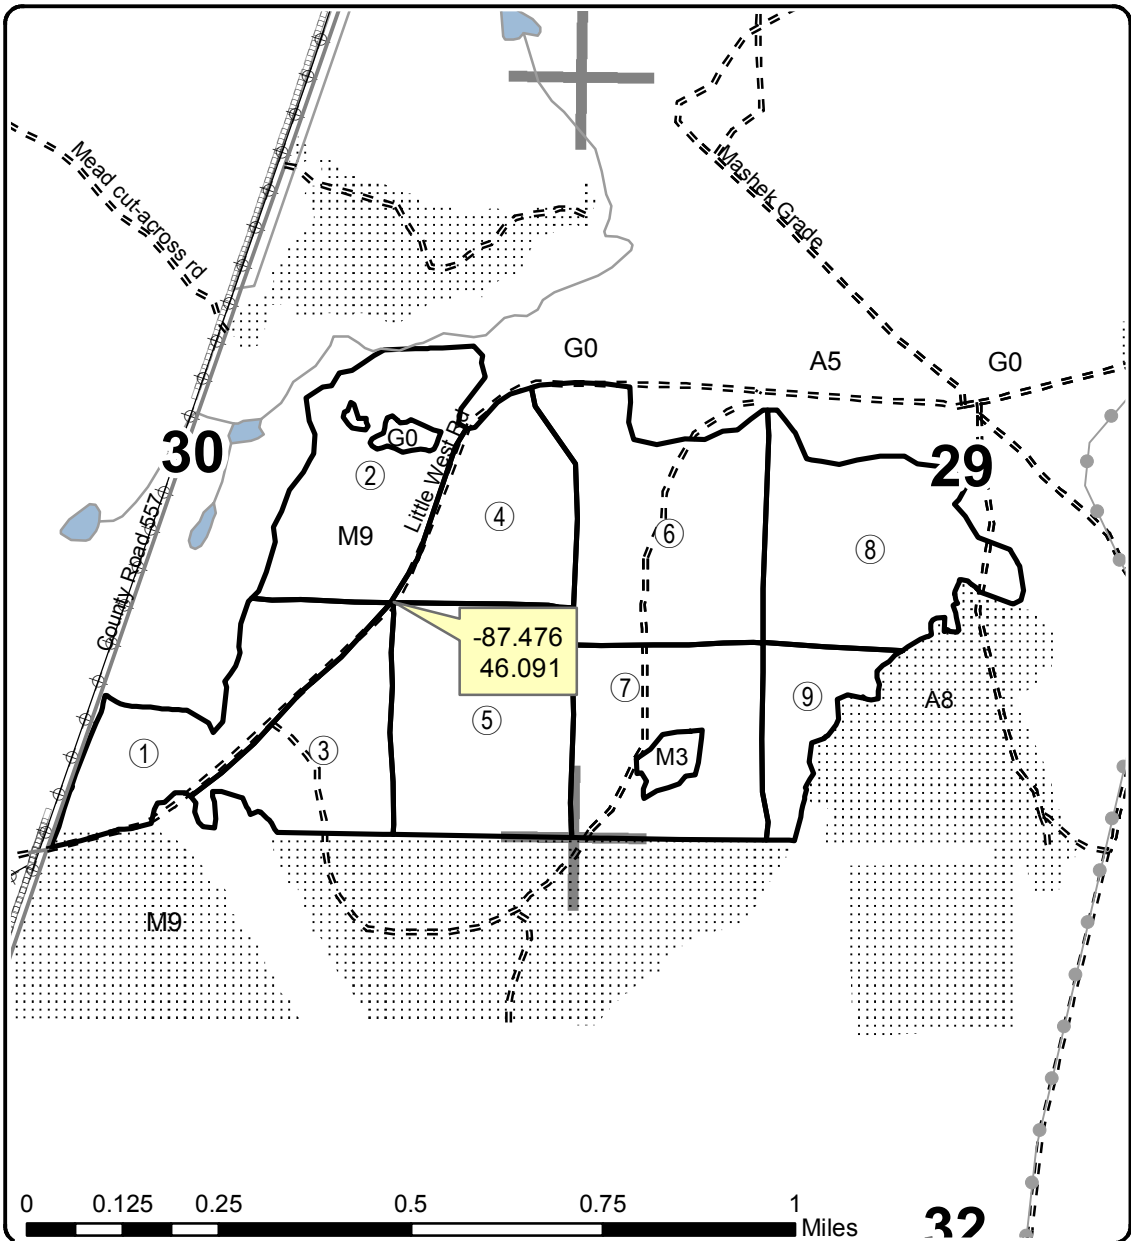 Mead cut-across rd
Mashek Grade
G0
A5
G0
30
G0
②
Little West Rd
29
④
⑥
M9
⑧
County Road 557
-87.476
46.091
⑦
⑨
A8
⑤
①
③
M3
M9
0 0.125 0.25 0.5 0.75 1
Miles
32